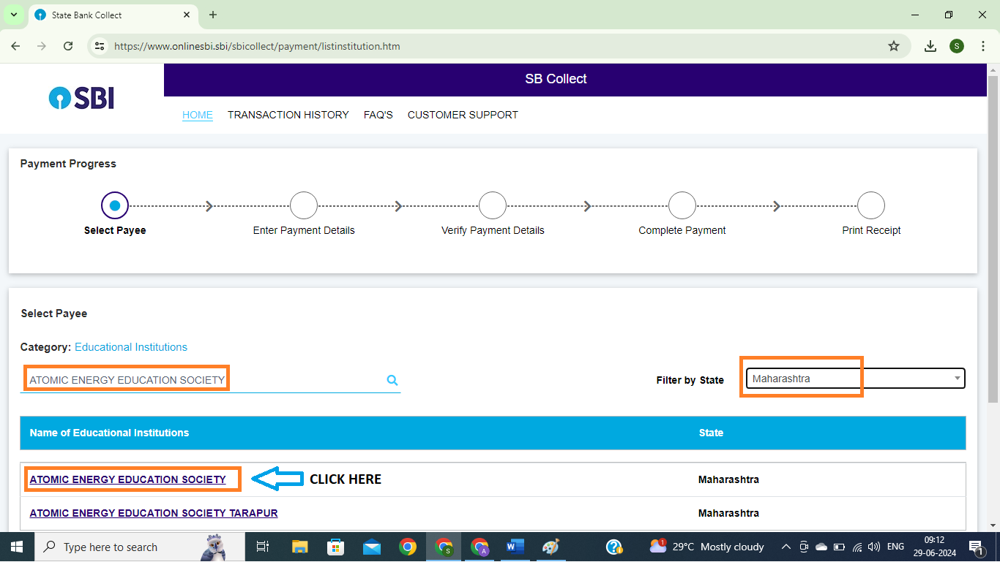 State Bank Collect
https://www.onlinesbi.sbi/sbicollect/payment/listinstitution.htm
S
SBI
SB Collect
HOME TRANSACTION HISTORY FAQ'S CUSTOMER SUPPORT
Payment Progress
Select Payee Enter Payment Details Verify Payment Details Complete Payment Print Receipt
Select Payee
Category: Educational Institutions
ATOMIC ENERGY EDUCATION SOCIETY Filter by State Maharashtra
Name of Educational Institutions State
ATOMIC ENERGY EDUCATION SOCIETY CLICK HERE Maharashtra
ATOMIC ENERGY EDUCATION SOCIETY TARAPUR Maharashtra
Type here to search S A W 1 29°C Mostly cloudy ENG 09:12
29-06-2024 1